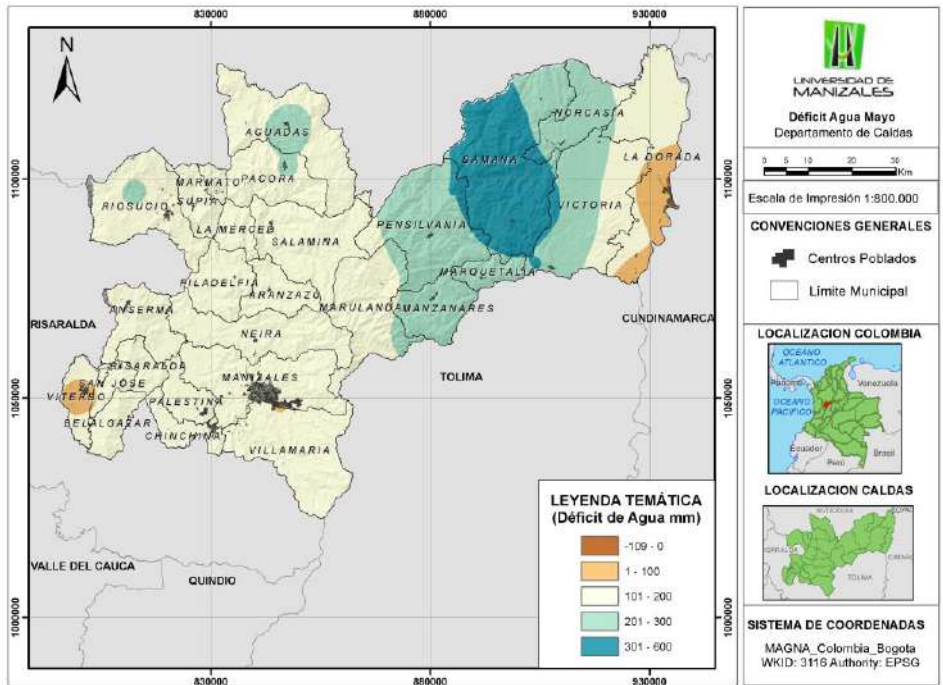 830000 880000 930000
N
1100000
1050000
1000000
AGUADAS
NORCASIA
SAMANA
LA DORADA
PACORA
MARMATO
RIOSUCIO
SUPIA
VICTORIA
LA MERCED
PENSILVANIA
SALAMINA
MARQUETALIA
FILADELFIA
ARANZAZU
MARULANDA
MANZANARES
ANSERMA
RISARALDA
NEIRA
CUNDINAMARCA
RISARALDA
MANIZALES
TOLIMA
SAN JOSE
VITERBO
PALESTINA
BELALCAZAR
CHINCHINA
VILLAMARIA
VALLE DEL CAUCA
QUINDIO
LEYENDA TEMÁTICA
(Déficit de Agua mm)
-109 - 0
1 - 100
101 - 200
201 - 300
301 - 600
830000 880000 930000
1100000
1050000
1000000
UNIVERSIDAD DE
MANIZALES
Déficit Agua Mayo
Departamento de Caldas
0 5 10 20 30
Km
Escala de Impresión 1:800.000
CONVENCIONES GENERALES
Centros Poblados
Límite Municipal
LOCALIZACION COLOMBIA
OCEANO
ATLANTICO
Panamá
Venezuela
OCEANO
PACIFICO
Ecuador
Perú
Brasil
LOCALIZACION CALDAS
TOLIMA
SISTEMA DE COORDENADAS
MAGNA_Colombia_Bogota
WKID: 3116 Authority: EPSG